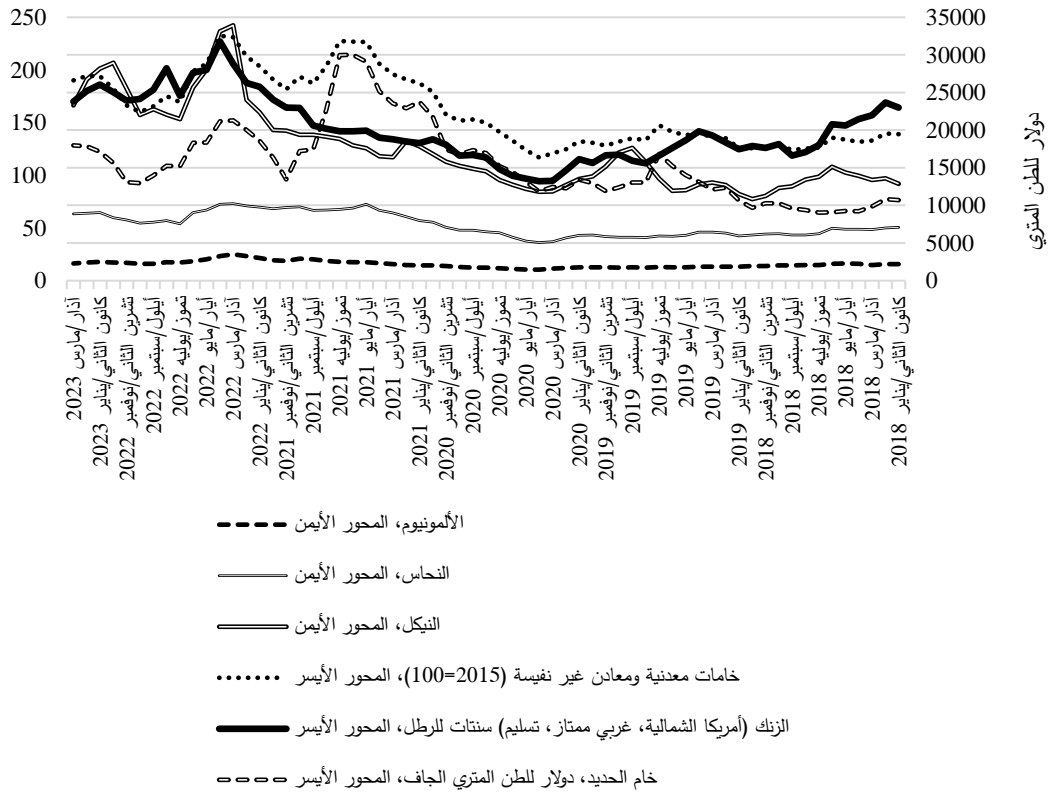 250
200
150
100
50
0
35000
30000
25000
20000
15000
10000
5000
0
دولار للطن المتري
كانون الثاني/يناير 2018
آذار/مارس 2018
أيار/مايو 2018
تموز/يوليه 2018
أيلول/سبتمبر 2018
تشرين الثاني/نوفمبر 2018
كانون الثاني/يناير 2019
آذار/مارس 2019
أيار/مايو 2019
تموز/يوليه 2019
أيلول/سبتمبر 2019
تشرين الثاني/نوفمبر 2019
كانون الثاني/يناير 2020
آذار/مارس 2020
أيار/مايو 2020
تموز/يوليه 2020
أيلول/سبتمبر 2020
تشرين الثاني/نوفمبر 2020
كانون الثاني/يناير 2021
آذار/مارس 2021
أيار/مايو 2021
تموز/يوليه 2021
أيلول/سبتمبر 2021
تشرين الثاني/نوفمبر 2021
كانون الثاني/يناير 2022
آذار/مارس 2022
أيار/مايو 2022
تموز/يوليه 2022
أيلول/سبتمبر 2022
تشرين الثاني/نوفمبر 2022
كانون الثاني/يناير 2023
آذار/مارس 2023
الألمونيوم، المحور الأيمن
النحاس، المحور الأيمن
النيكل، المحور الأيمن
خامات معدنية ومعادن غير نفيسة (2015=100)، المحور الأيسر
الزنك (أمريكا الشمالية، غربي ممتاز، تسليم) سنتات للرطل، المحور الأيسر
خام الحديد، دولار للطن المتري الجاف، المحور الأيسر